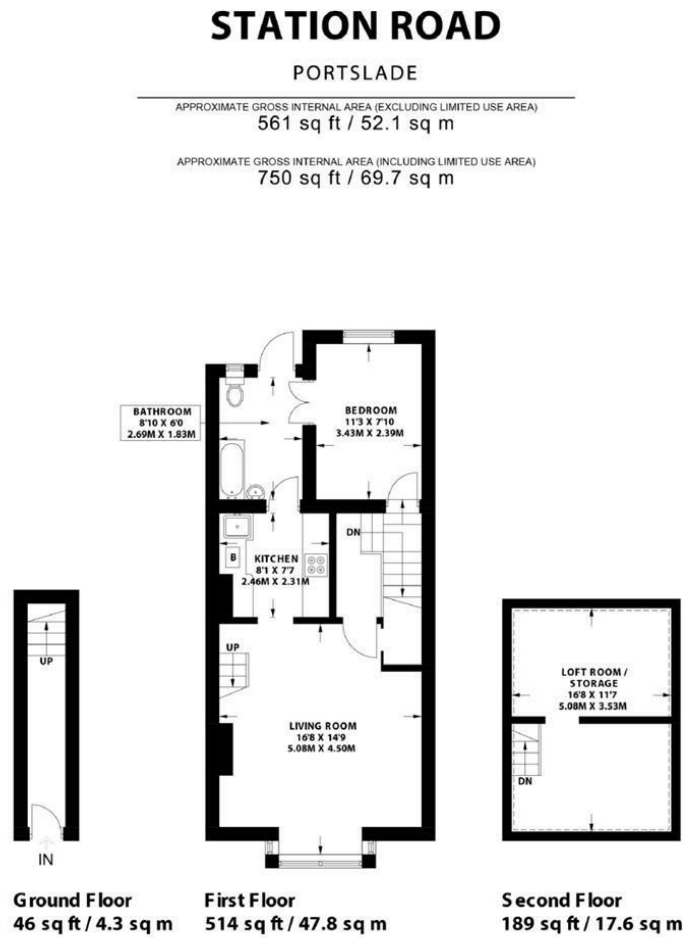 STATION ROAD
PORTSLADE
APPROXIMATE GROSS INTERNAL AREA (EXCLUDING LIMITED USE AREA)
561 sq ft / 52.1 sq m
APPROXIMATE GROSS INTERNAL AREA (INCLUDING LIMITED USE AREA)
750 sq ft / 69.7 sq m
BATHROOM
8'10 X 6'0
2.69M X 1.83M
BEDROOM
11'3 X 7'10
3.43M X 2.39M
DN
B
KITCHEN
8'1 X 7'7
2.46M X 2.31M
UP
LIVING ROOM
16'8 X 14'9
5.08M X 4.50M
UP
IN
LOFT ROOM /
STORAGE
16'8 X 11'7
5.08M X 3.53M
DN
Ground Floor
46 sq ft / 4.3 sq m
First Floor
514 sq ft / 47.8 sq m
Second Floor
189 sq ft / 17.6 sq m